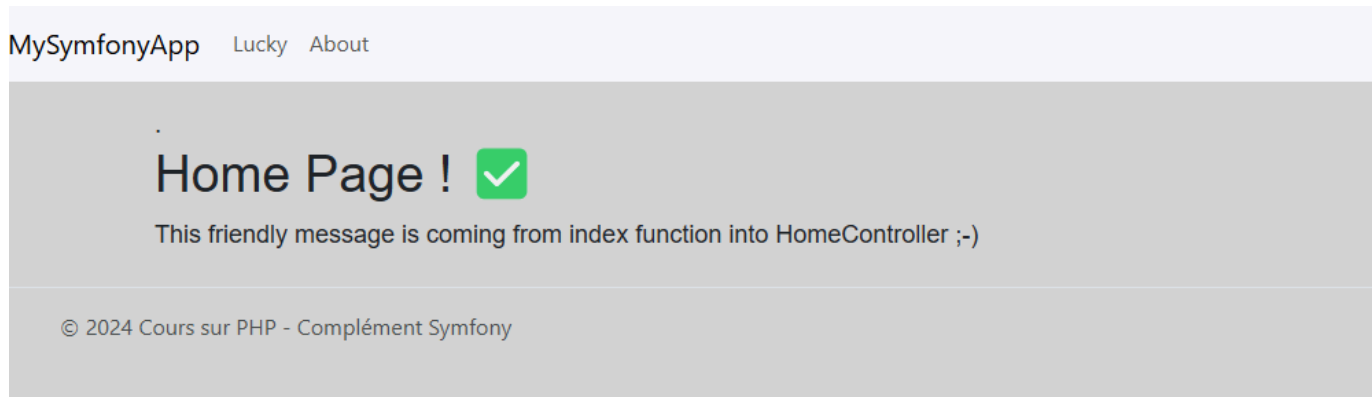 MySymfonyApp Lucky About
.
Home Page ! ✅
This friendly message is coming from index function into HomeController ;-)
© 2024 Cours sur PHP - Complément Symfony